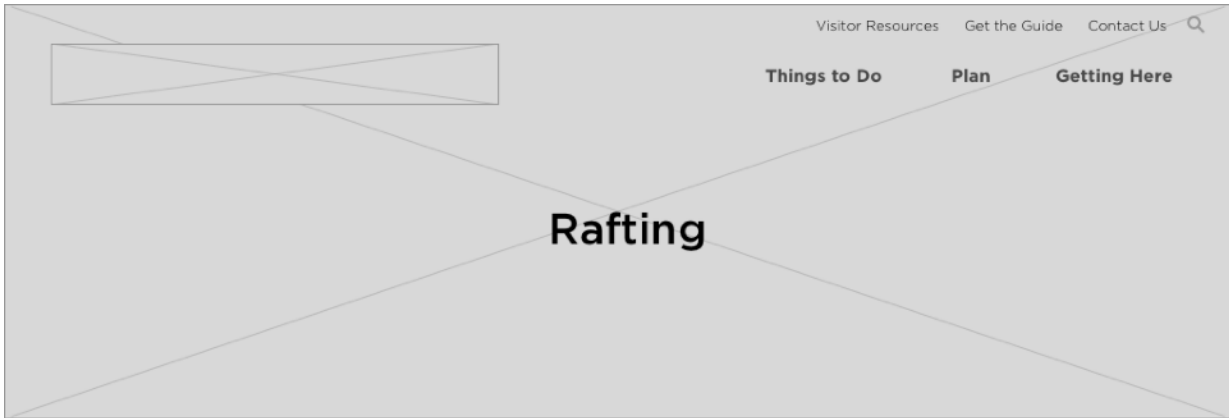 Visitor Resources Get the Guide Contact Us
Things to Do Plan Getting Here
Rafting